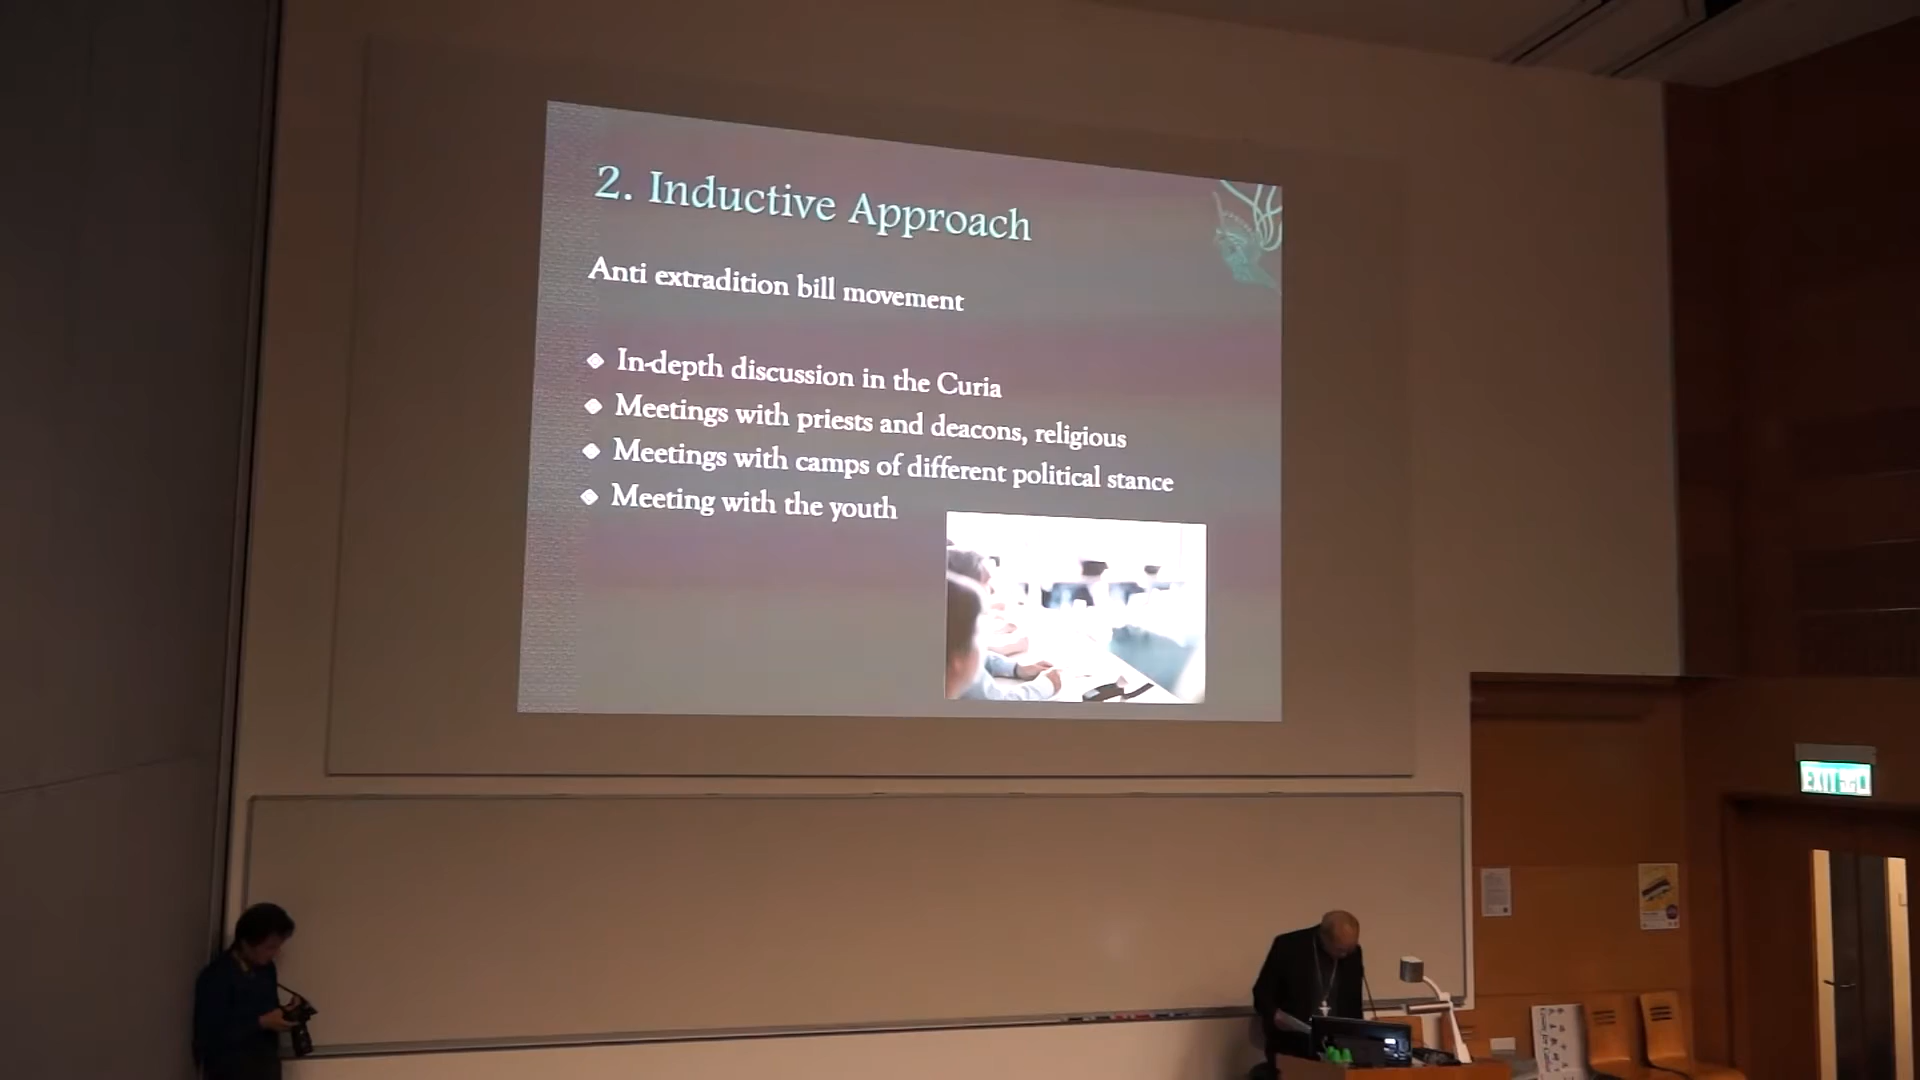 2. Inductive Approach
Anti extradition bill movement
In-depth discussion in the Curia
Meetings with priests and deacons, religious
Meetings with camps of different political stance
Meeting with the youth
EXIT